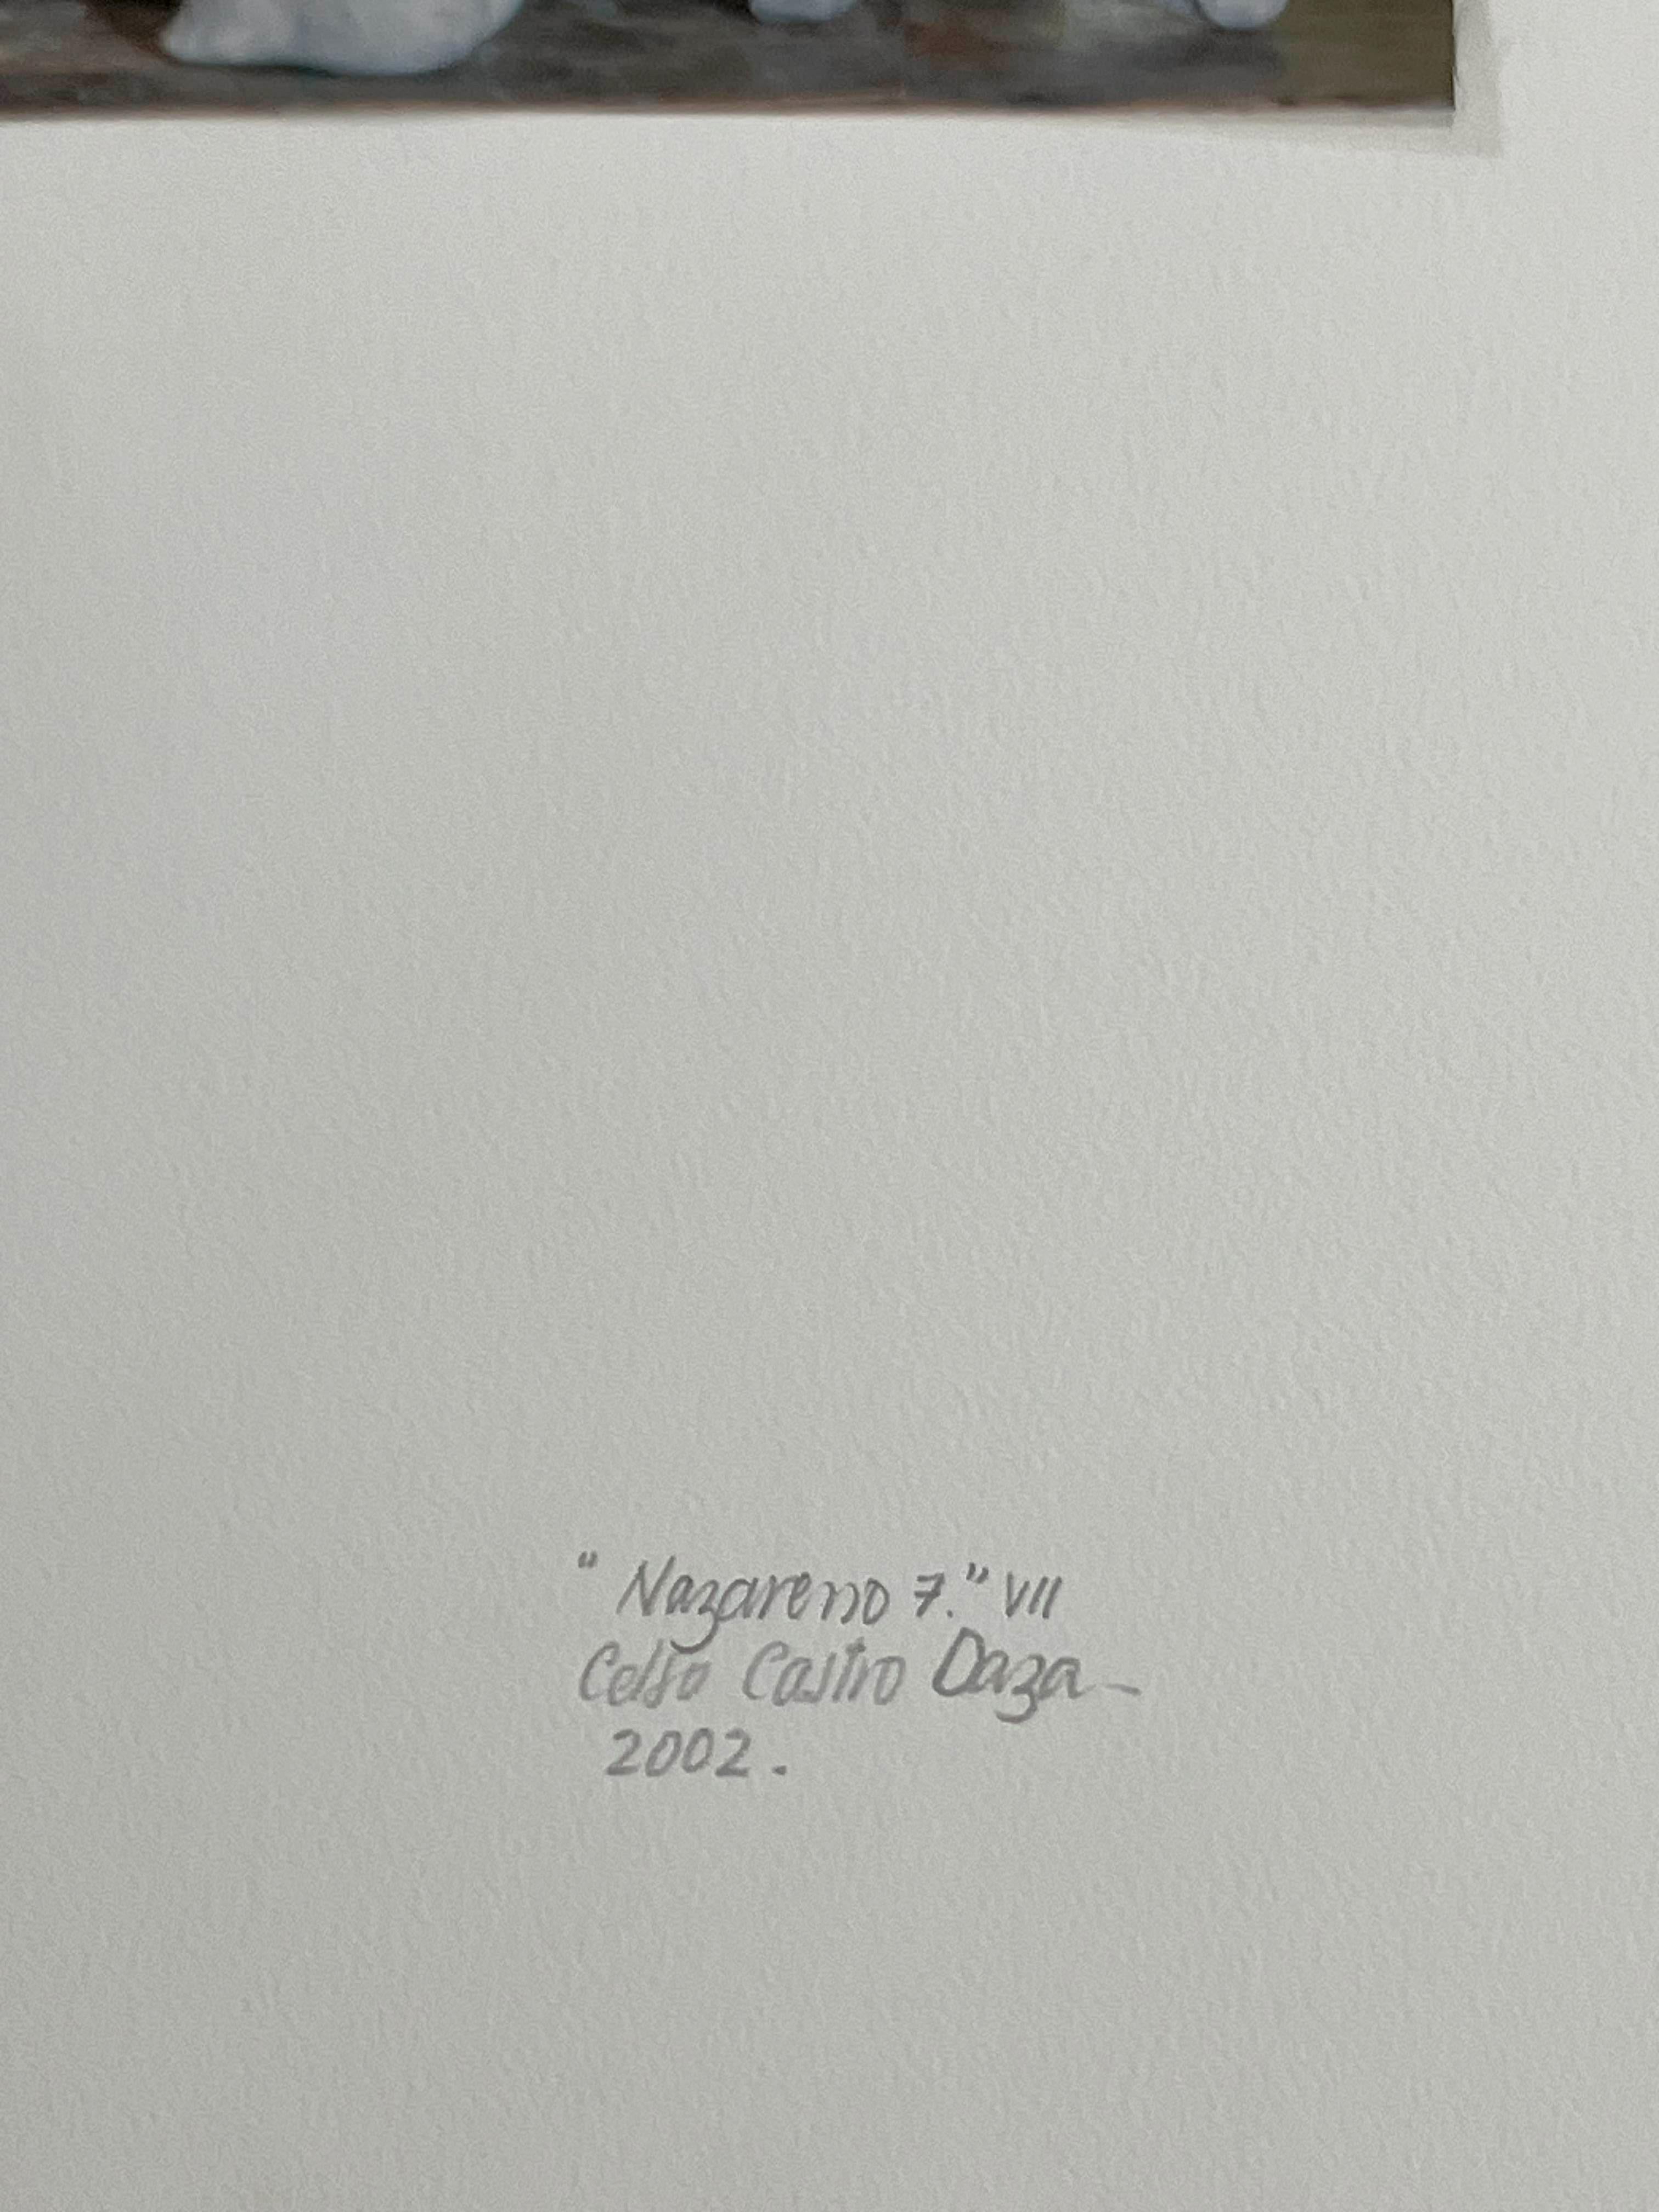 " Nazareno 7." VII
Celso Castro Daza -
2002.